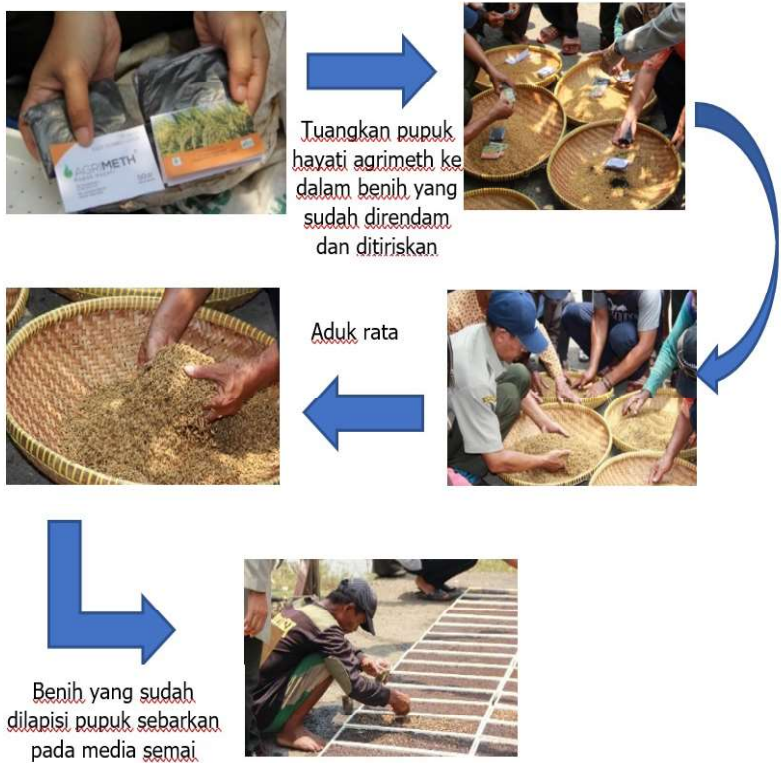 AGRIMETH
Tuangkan pupuk
hayati agrimeth ke
dalam benih yang
sudah direndam
dan ditiriskan
Aduk rata
Benih yang sudah
dilapisi pupuk sebarkan
pada media semai